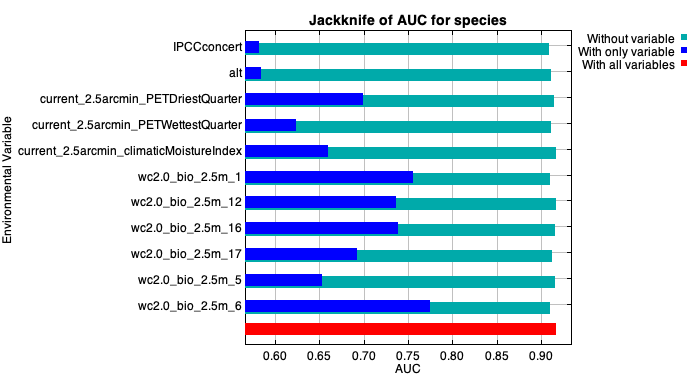 Jackknife of AUC for species
Without variable
With only variable
With all variables
Environmental Variable
IPCCconcert
alt
current_2.5arcmin_PETDriestQuarter
current_2.5arcmin_PETWettestQuarter
current_2.5arcmin_climaticMoistureIndex
wc2.0_bio_2.5m_1
wc2.0_bio_2.5m_12
wc2.0_bio_2.5m_16
wc2.0_bio_2.5m_17
wc2.0_bio_2.5m_5
wc2.0_bio_2.5m_6
0.60 0.65 0.70 0.75 0.80 0.85 0.90
AUC